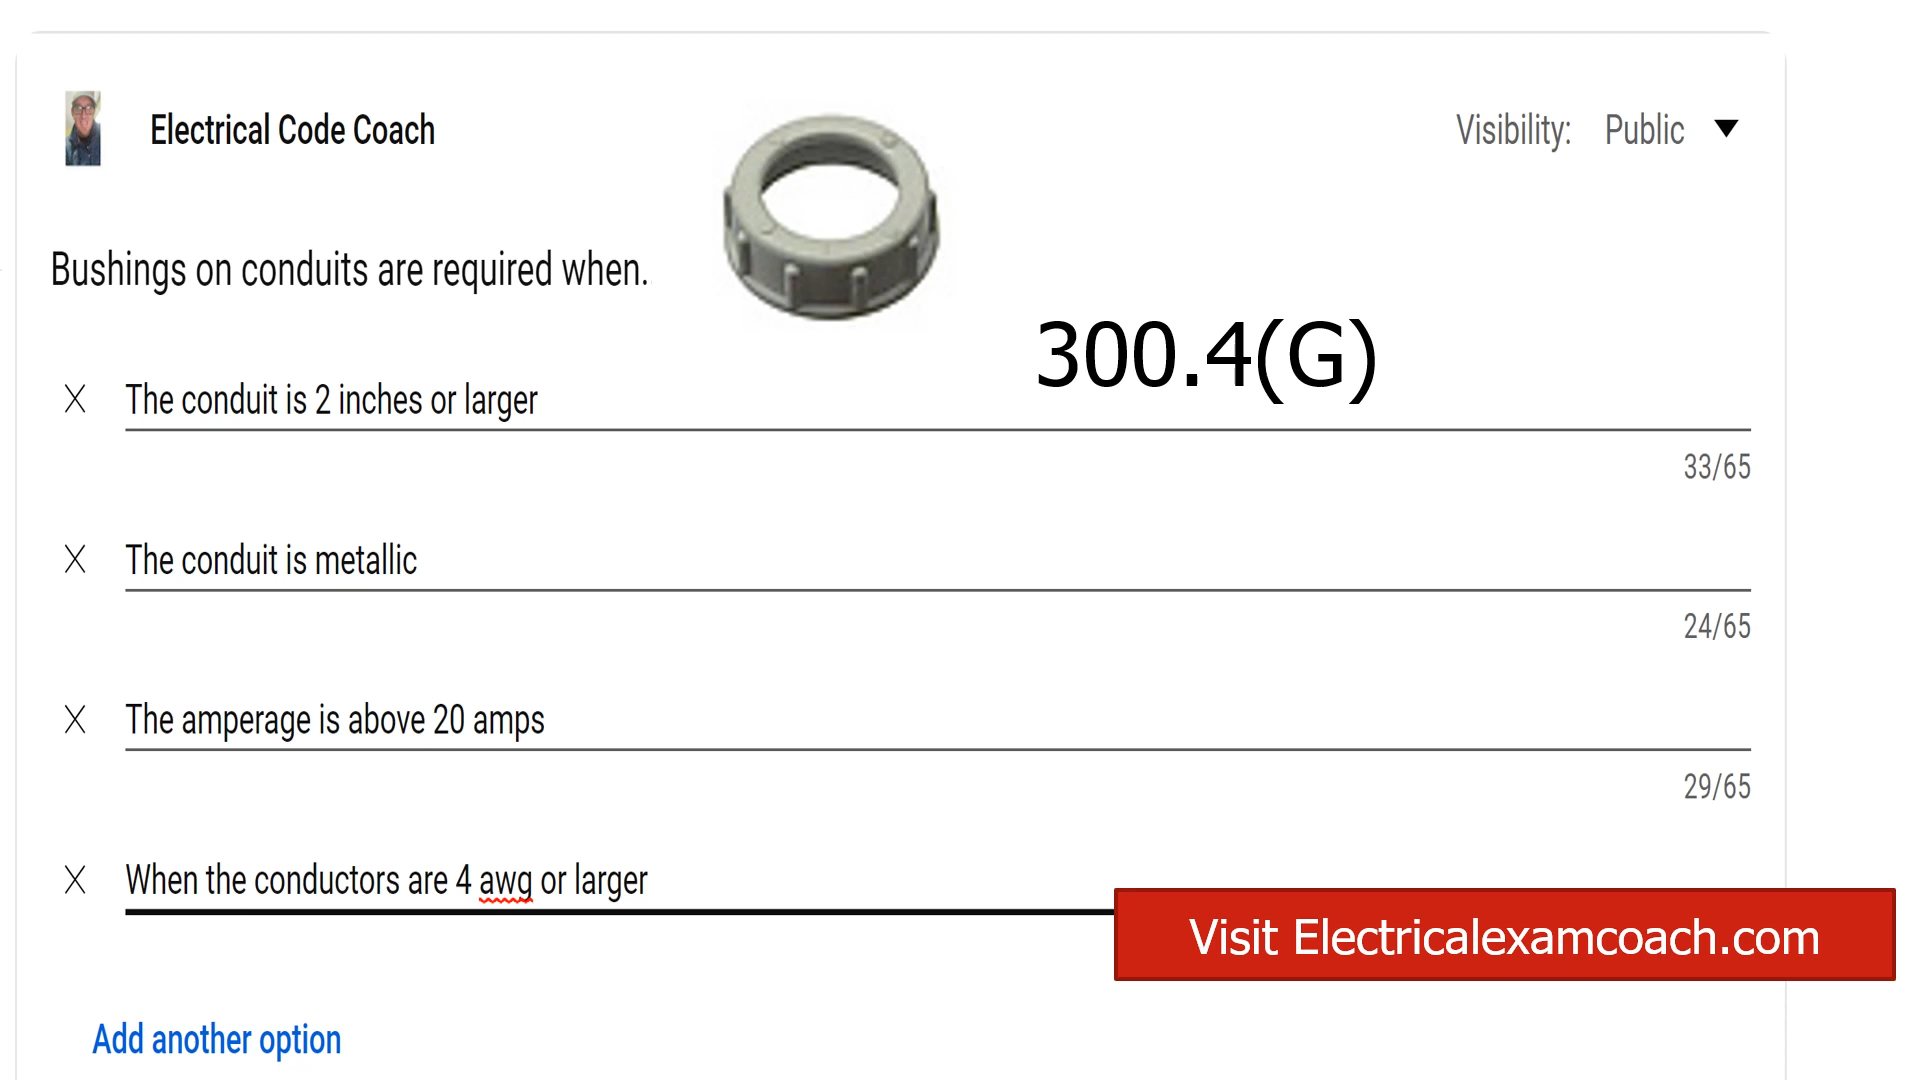 Electrical Code Coach
Visibility: Public
Bushings on conduits are required when.
300.4(G)
X The conduit is 2 inches or larger
33/65
X The conduit is metallic
24/65
X The amperage is above 20 amps
29/65
X When the conductors are 4 awg or larger
Visit Electricalexamcoach.com
Add another option